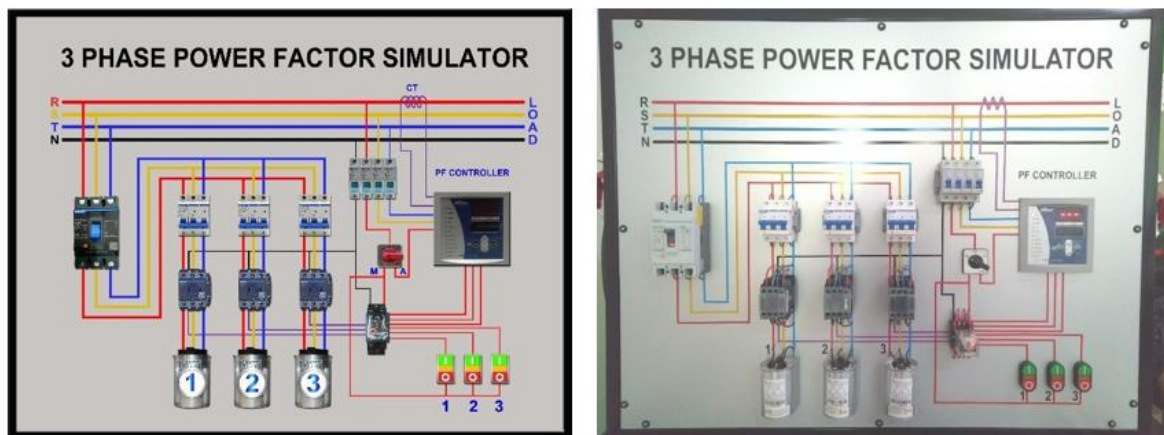 3 PHASE POWER FACTOR SIMULATOR
CT
R
L
S
O
T
A
N
D
PF CONTROLLER
M
A
1
2
3
1
2
3
3 PHASE POWER FACTOR SIMULATOR
R
L
S
O
T
A
N
D
PF CONTROLLER
1
2
3
1
2
3